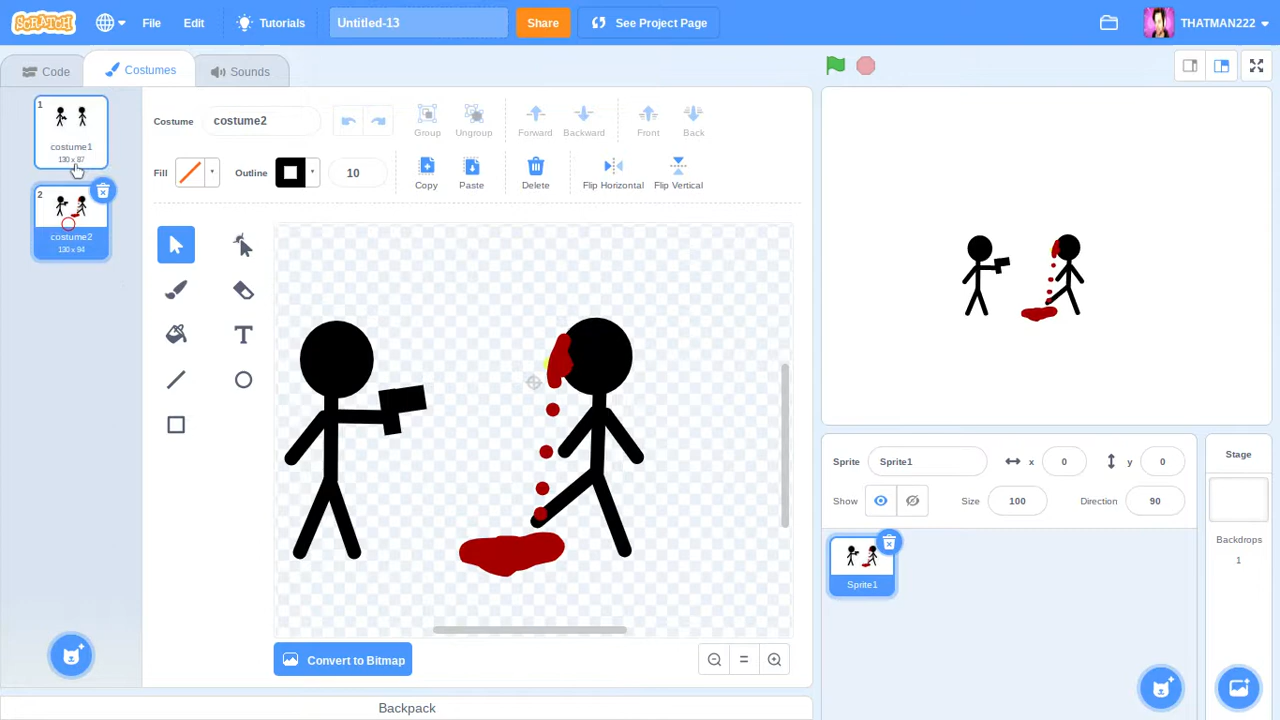 SCRATCH File Edit Tutorials Untitled-13 Share See Project Page THATMAN222
Code Costumes Sounds
1
costume1
130 x 87
2
costume2
130 x 94
Costume costume2 Group Ungroup Forward Backward Front Back
Fill Outline 10 Copy Paste Delete Flip Horizontal Flip Vertical
T
Convert to Bitmap
Backpack
Sprite Sprite1 x 0 y 0
Show Size 100 Direction 90
Sprite1
Stage
Backdrops
1